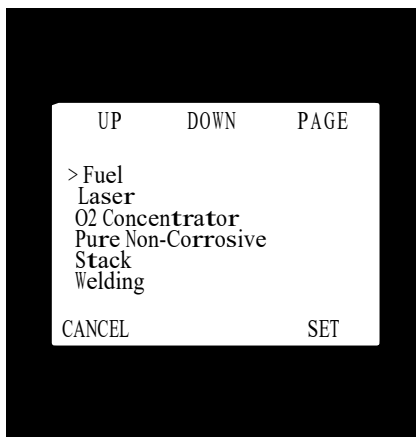 UP DOWN PAGE
>Fuel
Laser
O2 Concentrator
Pure Non-Corrosive
Stack
Welding
CANCEL SET